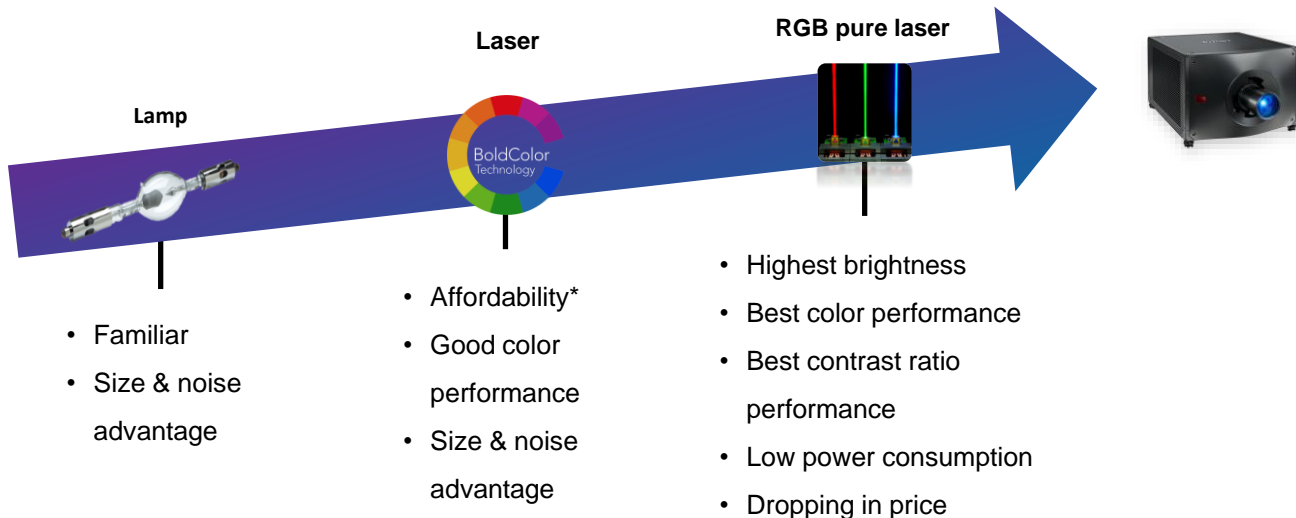 Lamp
Laser
RGB pure laser
BoldColor
Technology
• Familiar
• Size & noise
advantage
• Affordability*
• Good color
performance
• Size & noise
advantage
• Highest brightness
• Best color performance
• Best contrast ratio
performance
• Low power consumption
• Dropping in price